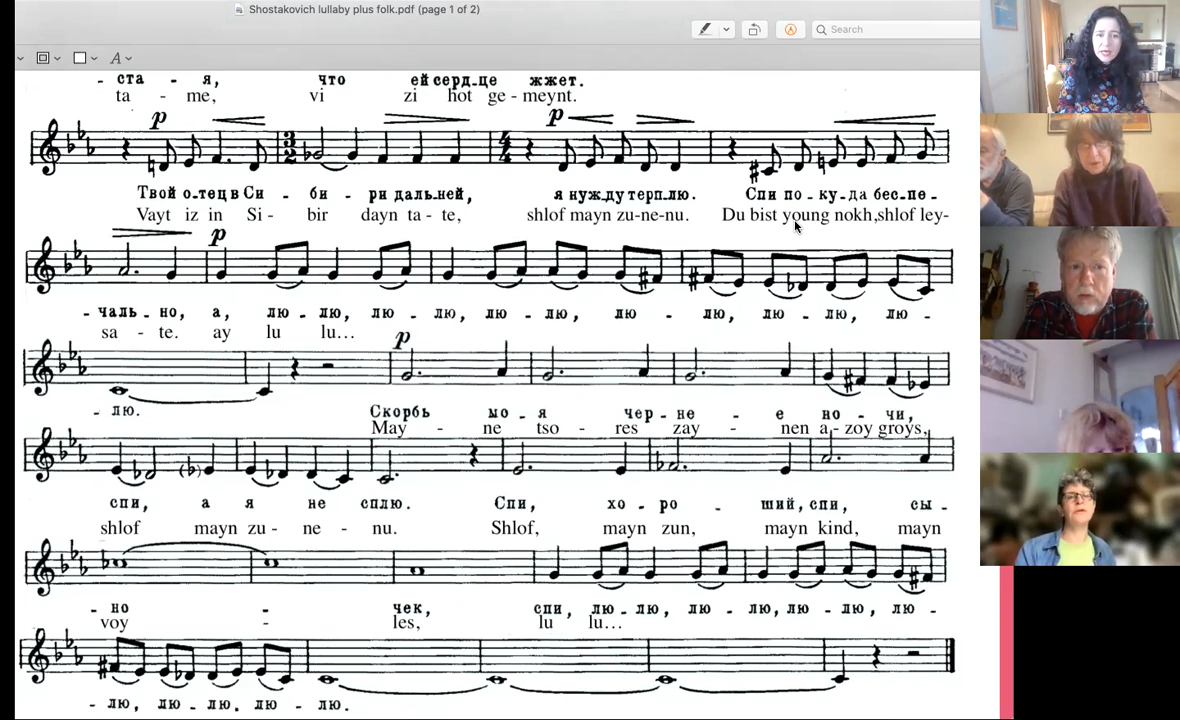 Shostakovich lullaby plus folk.pdf (page 1 of 2)
Search
A
- ста - я, что ей серд-це жжет.
ta - me, vi zi hot ge - meynt.
p p
3/2 4/4
Твой о-тец в Си - би - ри даль-ней, я нуж-ду терп-лю. Спи по-ку-да бес-пе-
Vayt iz in Si - bir dayn ta - te, shlof mayn zu-ne-nu. Du bist young nokh, shlof ley-
p
- чаль - но, а, лю - лю, лю - лю, лю - лю, лю - лю, лю - лю, лю -
sa - te. ay lu lu...
p
- лю. Скорбь мо - я чер - не - е но - чи,
May - ne tso - res zay - nen a - zoy groys,
(b)
спи, а я не сплю. Спи, хо - ро - ший, спи, сы -
shlof mayn zu - ne - nu. Shlof, mayn zun, mayn kind, mayn
- но - чек, спи, лю - лю, лю - лю, лю - лю, лю -
voy - les, lu lu...
- лю, лю - лю, лю - лю.